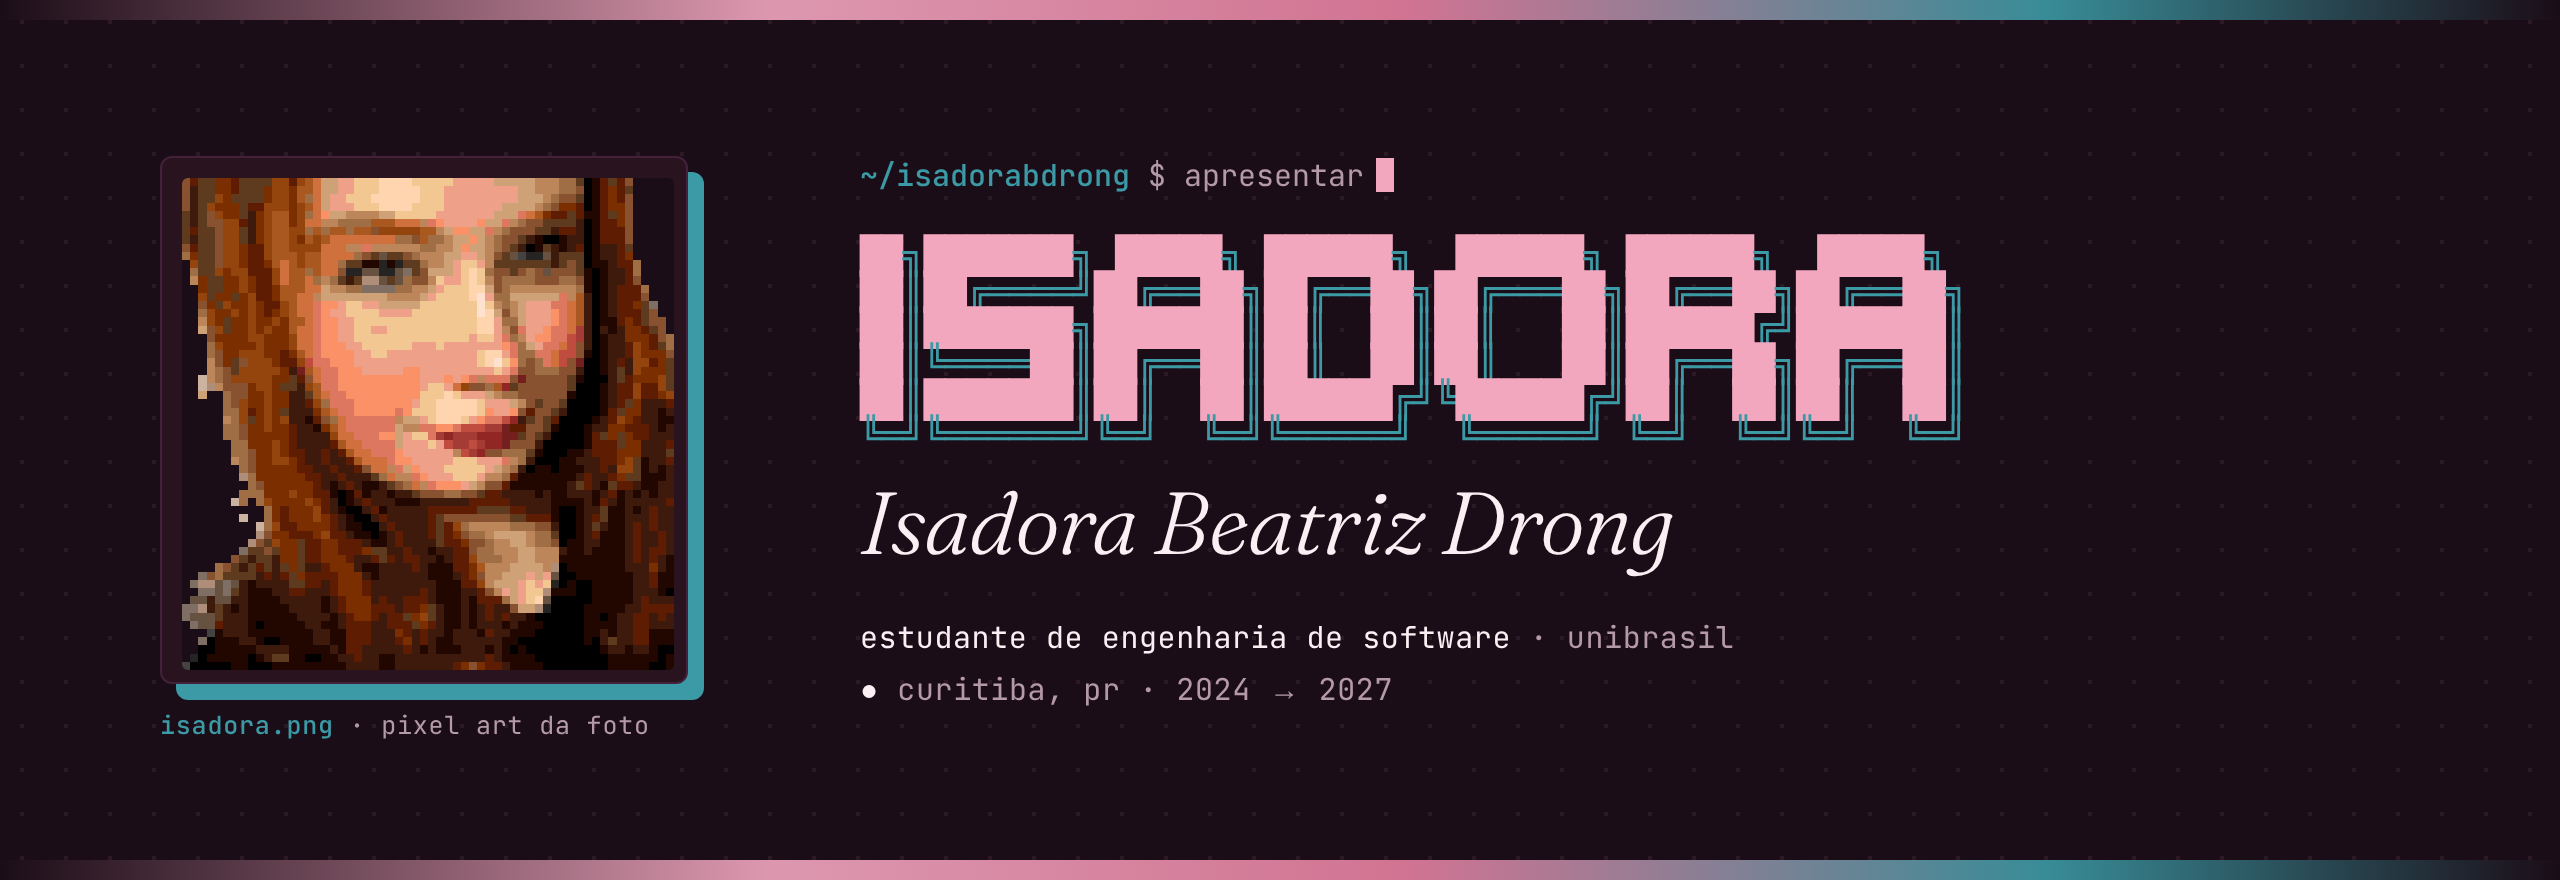 ~/isadorabdrong $ apresentar
ISADORA
Isadora Beatriz Drong
estudante de engenharia de software · unibrasil
● curitiba, pr · 2024 → 2027
isadora.png · pixel art da foto